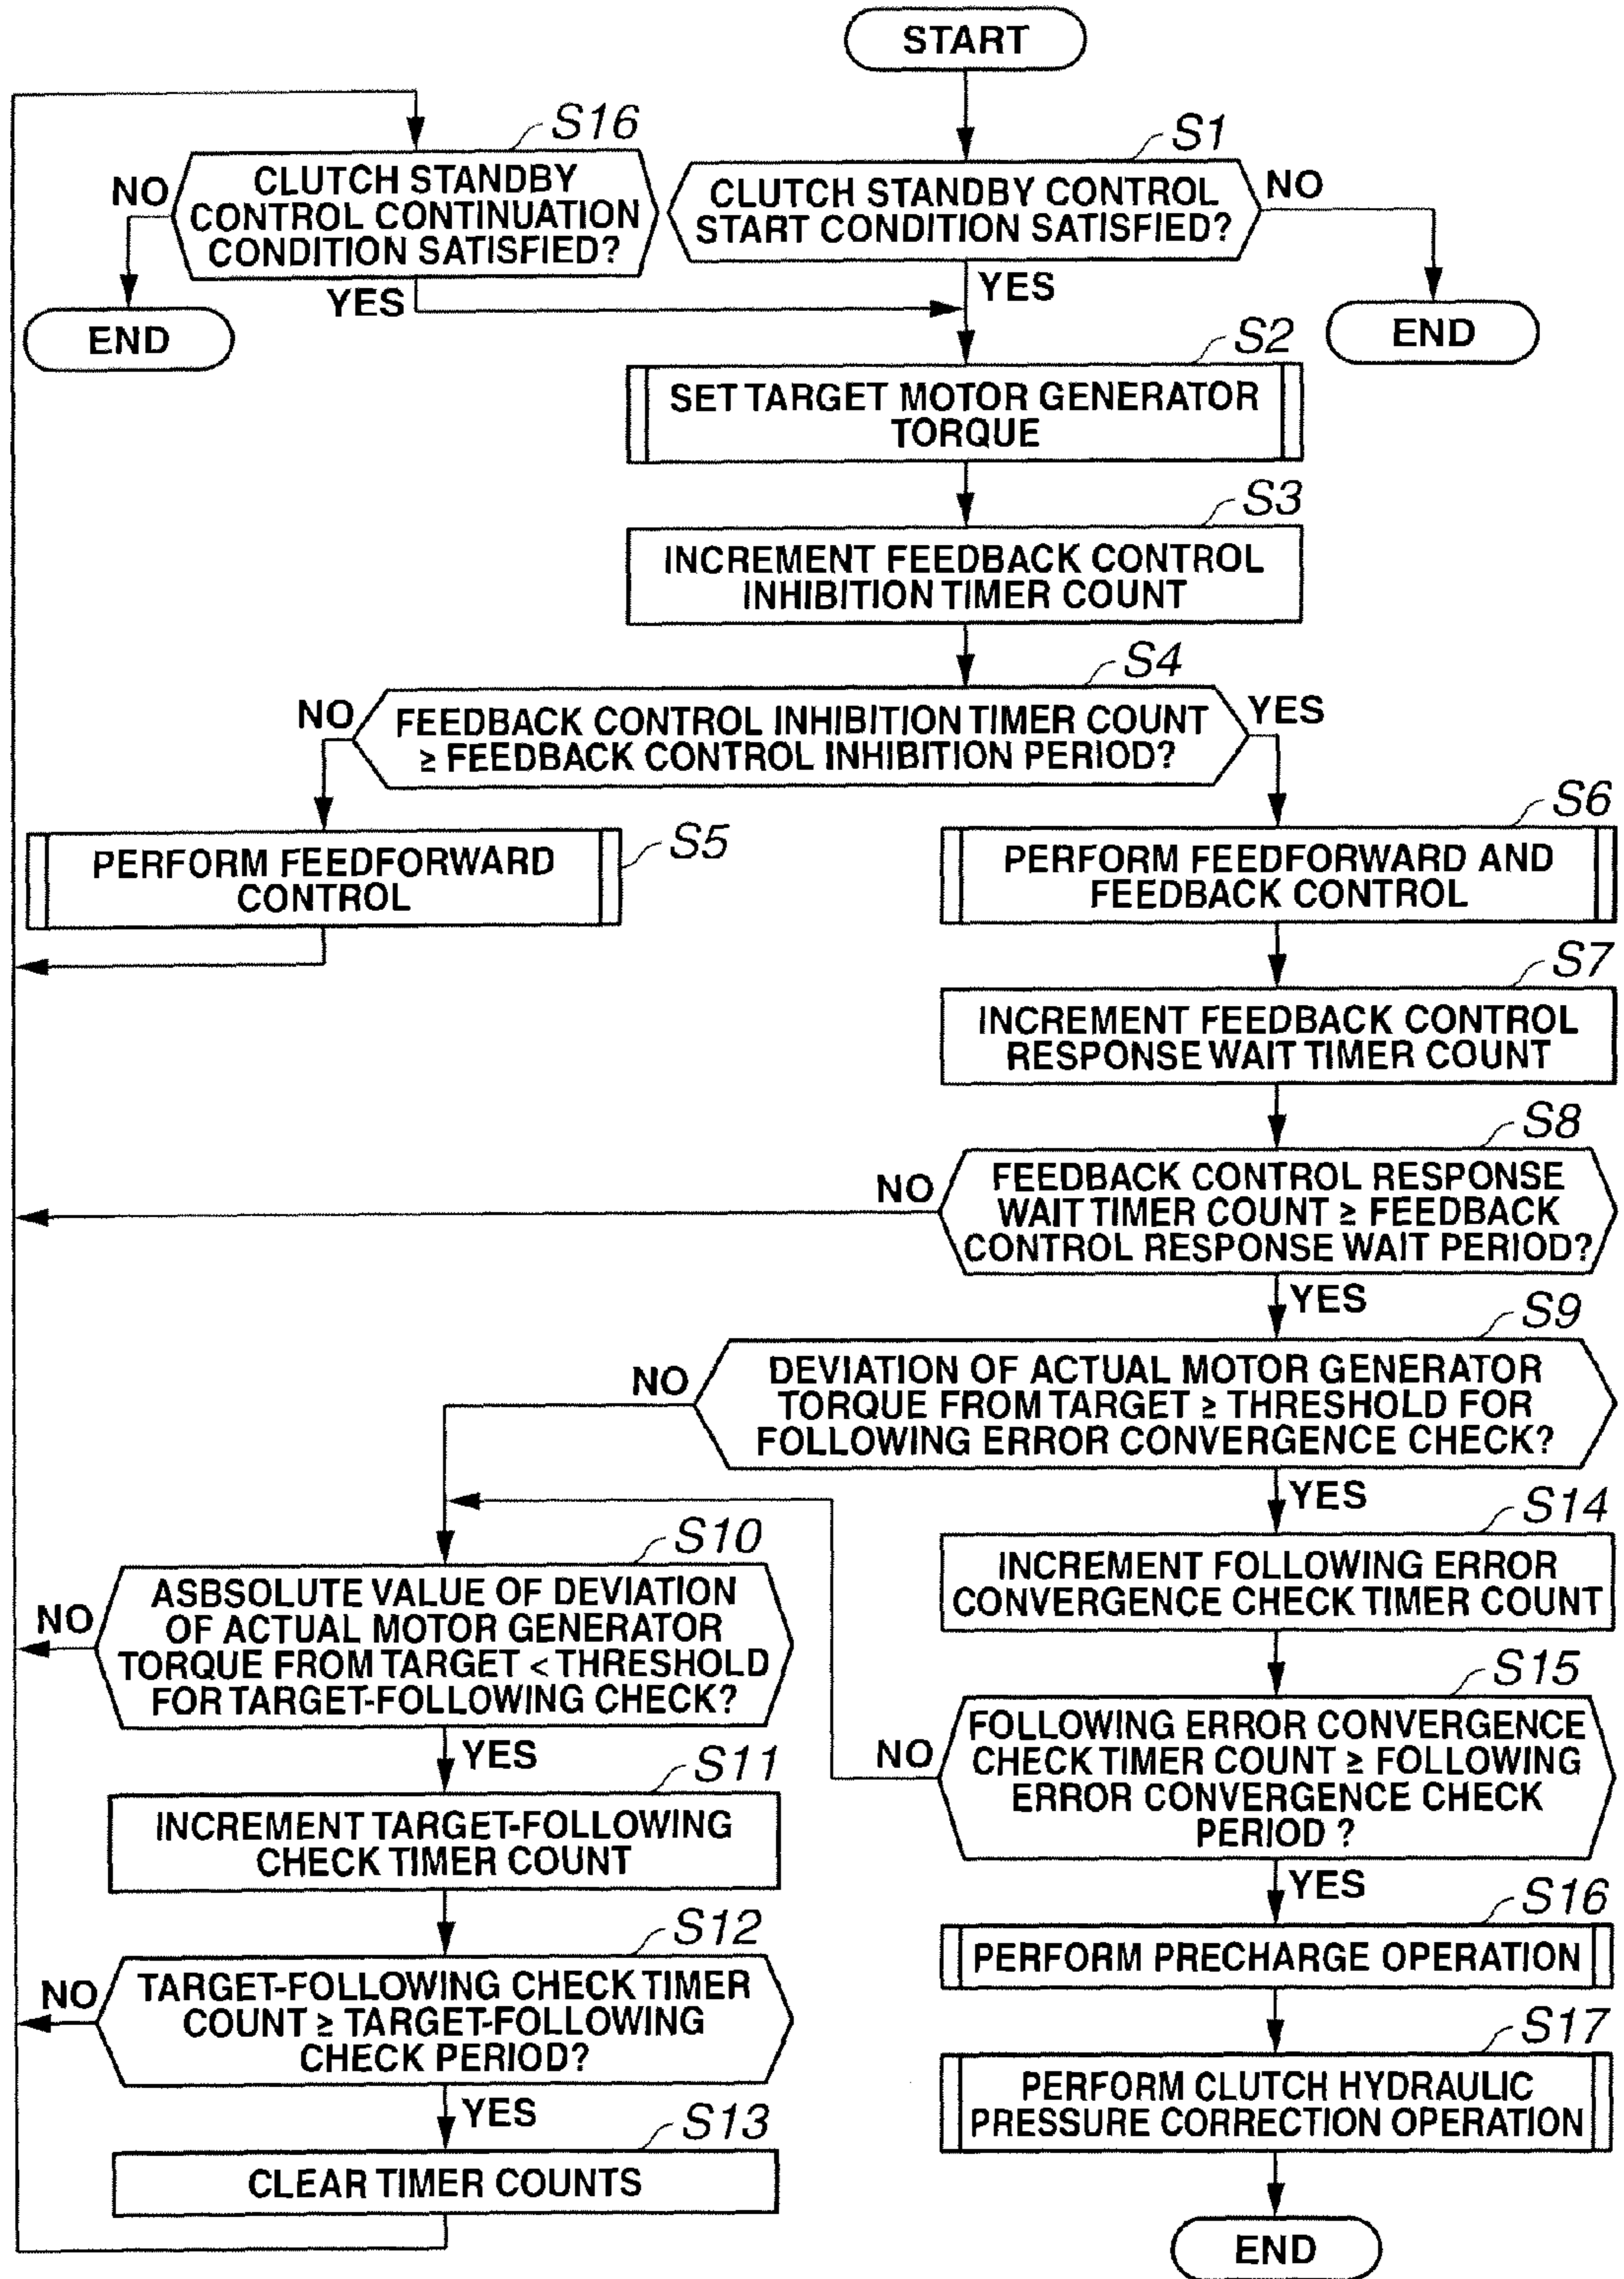 START
S16
CLUTCH STANDBY
CONTROL CONTINUATION
CONDITION SATISFIED?
NO
YES
END
S1
CLUTCH STANDBY CONTROL
START CONDITION SATISFIED?
NO
YES
END
S2
SET TARGET MOTOR GENERATOR
TORQUE
S3
INCREMENT FEEDBACK CONTROL
INHIBITION TIMER COUNT
S4
FEEDBACK CONTROL INHIBITION TIMER COUNT
≥ FEEDBACK CONTROL INHIBITION PERIOD?
NO
YES
S5
PERFORM FEEDFORWARD
CONTROL
S6
PERFORM FEEDFORWARD AND
FEEDBACK CONTROL
S7
INCREMENT FEEDBACK CONTROL
RESPONSE WAIT TIMER COUNT
S8
FEEDBACK CONTROL RESPONSE
WAIT TIMER COUNT ≥ FEEDBACK
CONTROL RESPONSE WAIT PERIOD?
NO
YES
S9
DEVIATION OF ACTUAL MOTOR GENERATOR
TORQUE FROM TARGET ≥ THRESHOLD FOR
FOLLOWING ERROR CONVERGENCE CHECK?
NO
YES
S10
ASBSOLUTE VALUE OF DEVIATION
OF ACTUAL MOTOR GENERATOR
TORQUE FROM TARGET < THRESHOLD
FOR TARGET-FOLLOWING CHECK?
NO
YES
S11
INCREMENT TARGET-FOLLOWING
CHECK TIMER COUNT
S12
TARGET-FOLLOWING CHECK TIMER
COUNT ≥ TARGET-FOLLOWING
CHECK PERIOD?
NO
YES
S13
CLEAR TIMER COUNTS
S14
INCREMENT FOLLOWING ERROR
CONVERGENCE CHECK TIMER COUNT
S15
FOLLOWING ERROR CONVERGENCE
CHECK TIMER COUNT ≥ FOLLOWING
ERROR CONVERGENCE CHECK
PERIOD ?
NO
YES
S16
PERFORM PRECHARGE OPERATION
S17
PERFORM CLUTCH HYDRAULIC
PRESSURE CORRECTION OPERATION
END